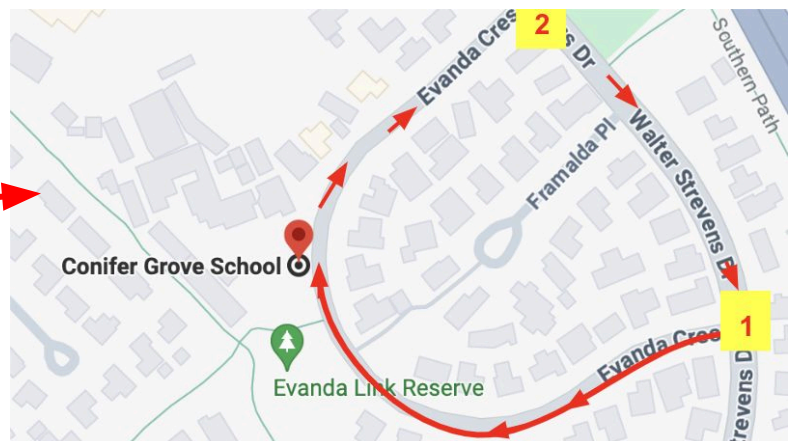 2
Evanda Cres
s Dr
Southern-Path
Walter Strevens D
Framalda Pl
Conifer Grove School
1
Evanda Cres
Evanda Link Reserve
revens D